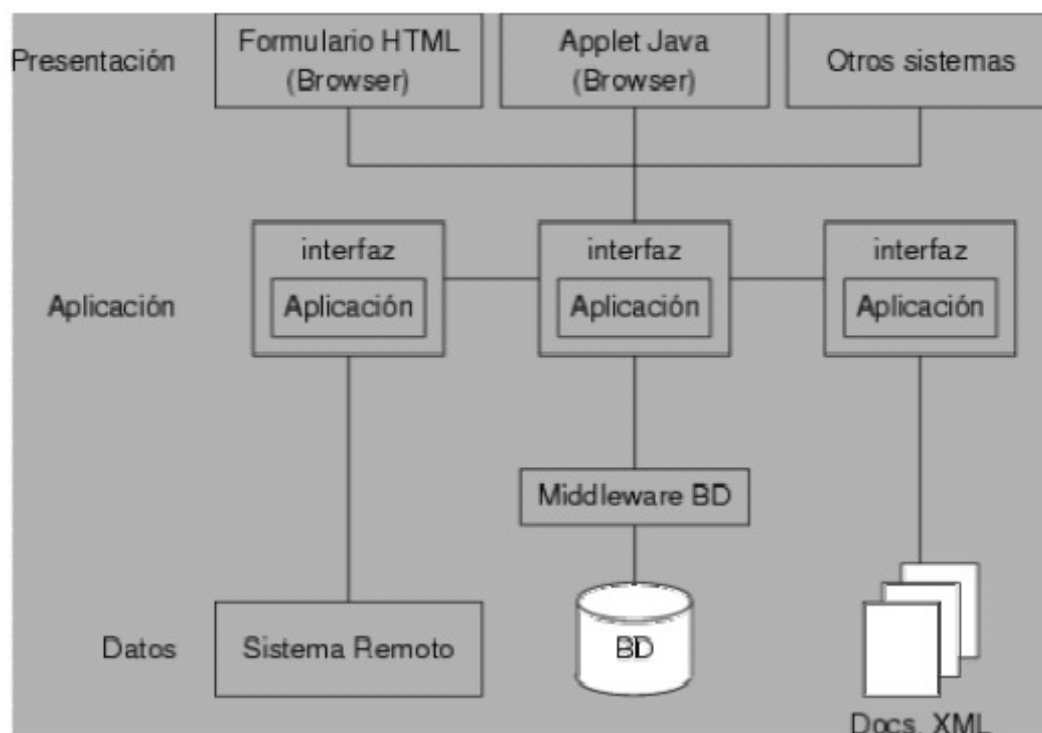 Presentación
Formulario HTML
(Browser)
Applet Java
(Browser)
Otros sistemas
Aplicación
interfaz
Aplicación
interfaz
Aplicación
interfaz
Aplicación
Middleware BD
Datos
Sistema Remoto
BD
Docs. XML